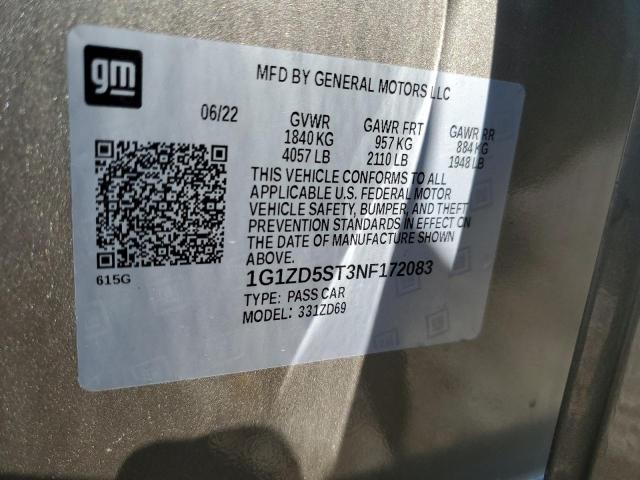 gm
MFD BY GENERAL MOTORS LLC
06/22 GVWR GAWR FRT GAWR RR
1840 KG 957 KG 884 KG
4057 LB 2110 LB 1948 LB
THIS VEHICLE CONFORMS TO ALL
APPLICABLE U.S. FEDERAL MOTOR
VEHICLE SAFETY, BUMPER, AND THEFT
PREVENTION STANDARDS IN EFFECT ON
THE DATE OF MANUFACTURE SHOWN
ABOVE.
615G
1G1ZD5ST3NF172083
TYPE: PASS CAR
MODEL: 331ZD69